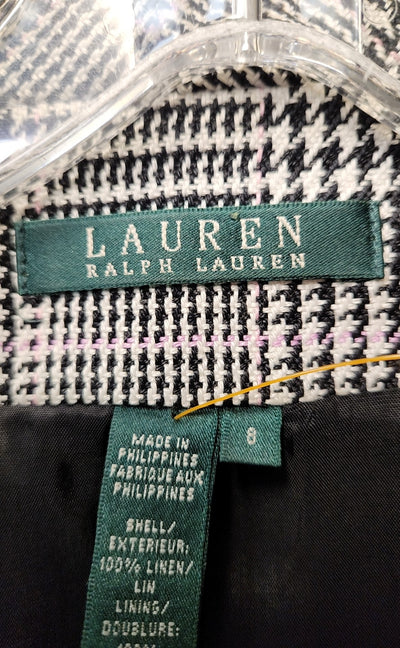 LAUREN
RALPH LAUREN
8
MADE IN
PHILIPPINES
FABRIQUE AUX
PHILIPPINES
SHELL/
EXTERIEUR:
100% LINEN/
LIN
LINING/
DOUBLURE: